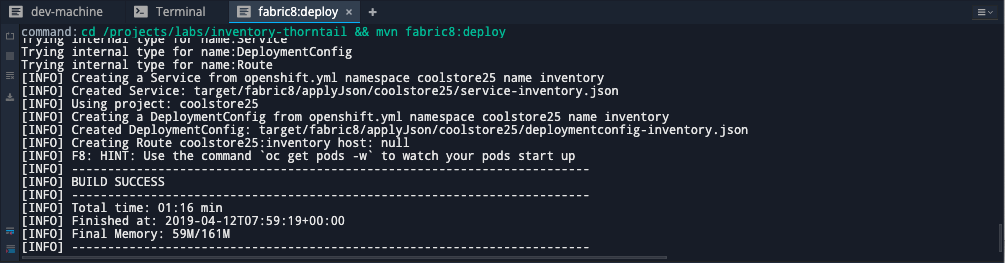 dev-machine
Terminal
fabric8:deploy × +
command: cd /projects/labs/inventory-thorntail && mvn fabric8:deploy
Trying internal type for name:Service
Trying internal type for name:DeploymentConfig
Trying internal type for name:Route
[INFO] Creating a Service from openshift.yml namespace coolstore25 name inventory
[INFO] Created Service: target/fabric8/applyJson/coolstore25/service-inventory.json
[INFO] Using project: coolstore25
[INFO] Creating a DeploymentConfig from openshift.yml namespace coolstore25 name inventory
[INFO] Created DeploymentConfig: target/fabric8/applyJson/coolstore25/deploymentconfig-inventory.json
[INFO] Creating Route coolstore25:inventory host: null
[INFO] F8: HINT: Use the command `oc get pods -w` to watch your pods start up
[INFO] ------------------------------------------------------------------------
[INFO] BUILD SUCCESS
[INFO] ------------------------------------------------------------------------
[INFO] Total time: 01:16 min
[INFO] Finished at: 2019-04-12T07:59:19+00:00
[INFO] Final Memory: 59M/161M
[INFO] ------------------------------------------------------------------------